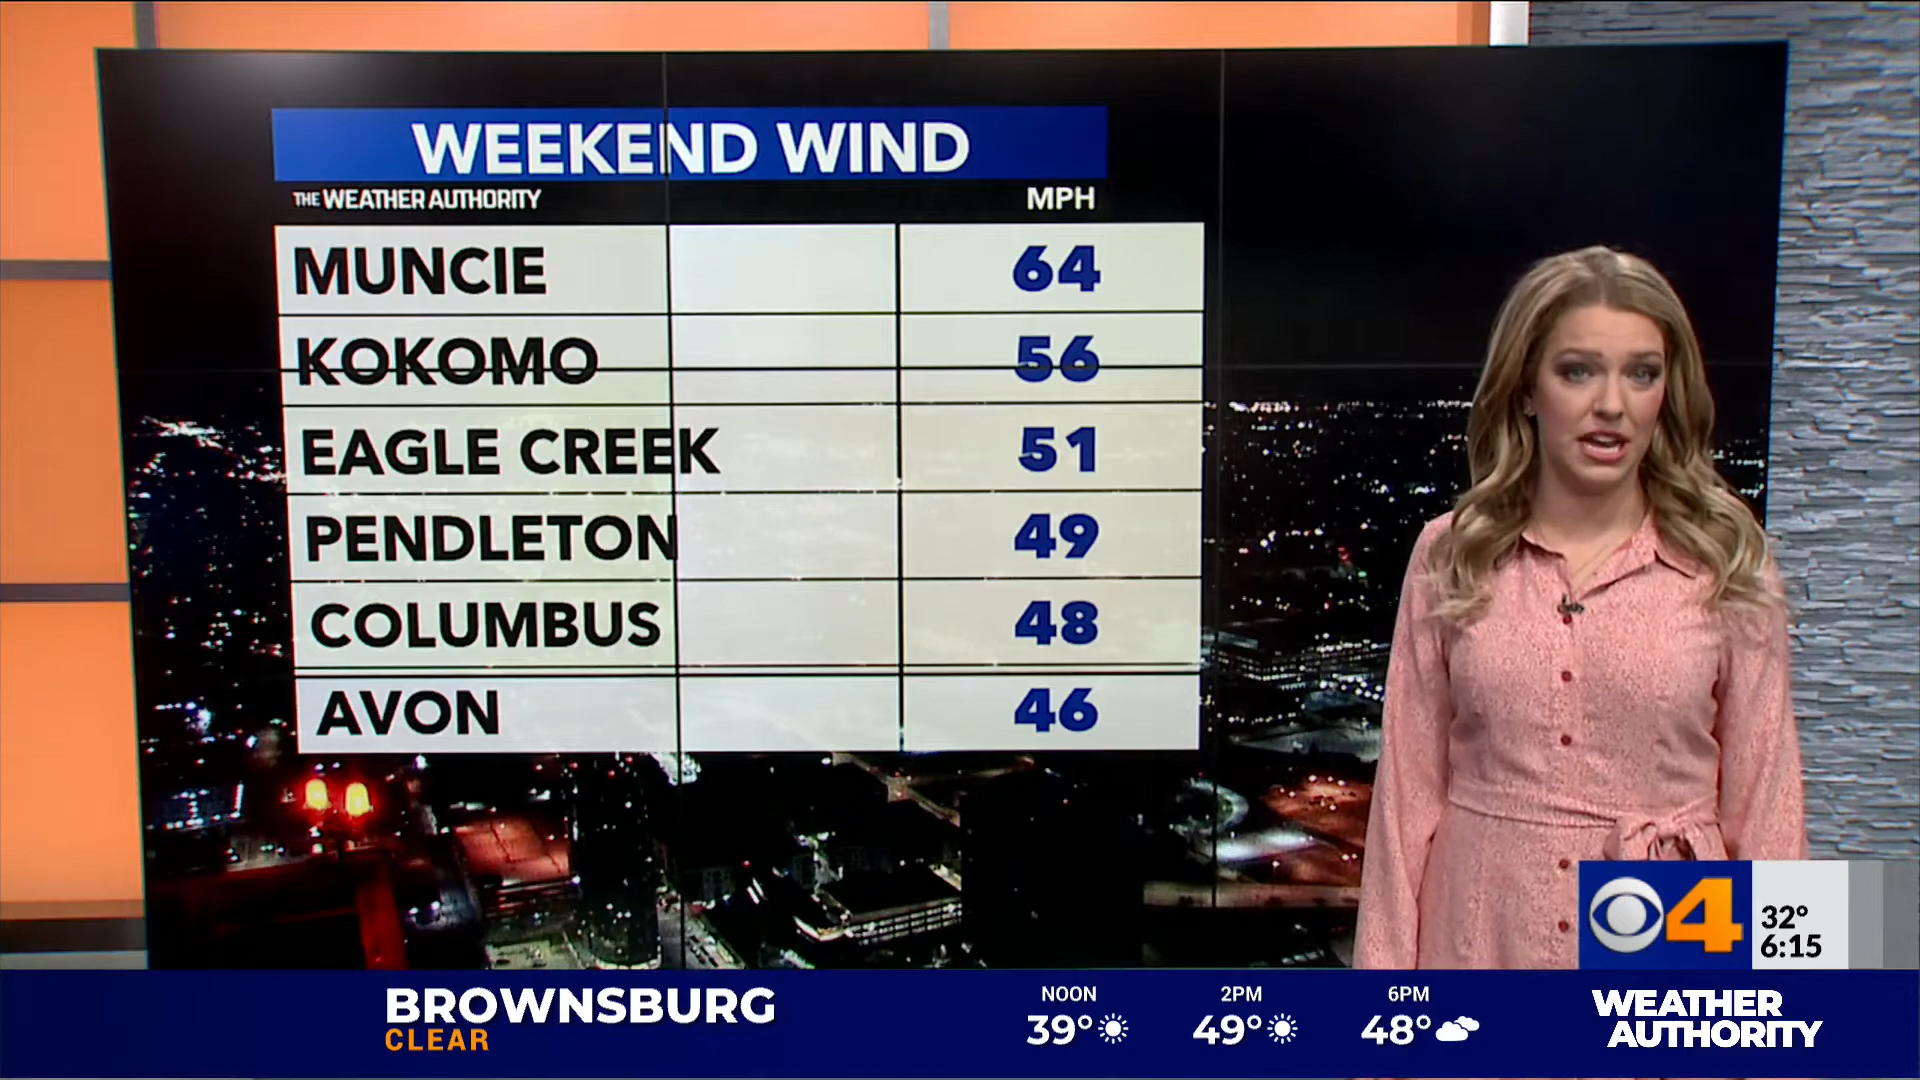 WEEKEND WIND
THE WEATHER AUTHORITY MPH
MUNCIE 64
KOKOMO 56
EAGLE CREEK 51
PENDLETON 49
COLUMBUS 48
AVON 46
4 32°
6:15
BROWNSBURG
CLEAR
NOON 2PM 6PM
39° 49° 48°
WEATHER
AUTHORITY